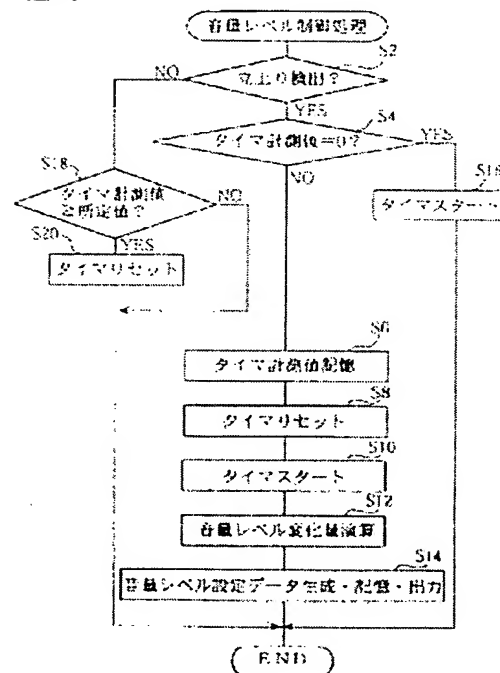 音量レベル制御処理
S2
立上り検出？
NO
YES
S4
タイマ計測値=0？
YES
NO
S18
タイマ計測値
≧所定値？
NO
YES
S16
タイマスタート
S20
タイマリセット
S6
タイマ計測値記憶
S8
タイマリセット
S10
タイマスタート
S12
音量レベル変化量演算
S14
音量レベル設定データ生成・記憶・出力
END